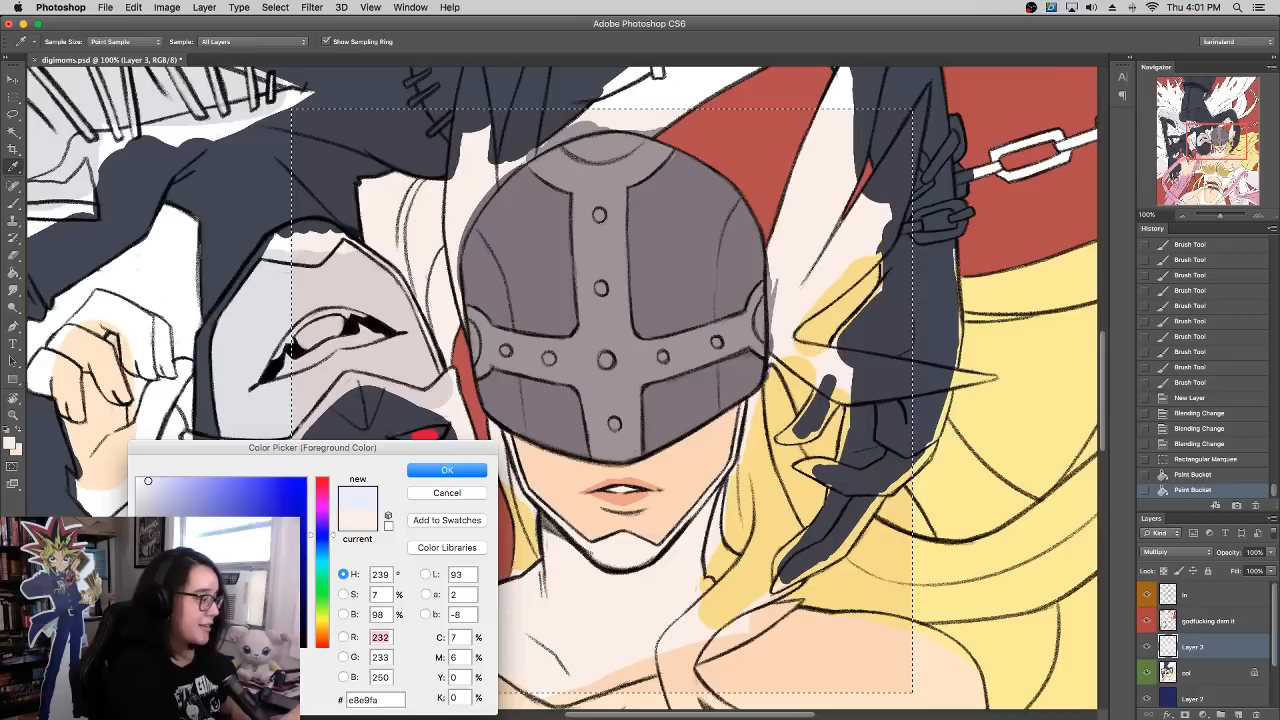 Photoshop File Edit Image Layer Type Select Filter 3D View Window Help Thu 4:01 PM
Adobe Photoshop CS6
Sample Size: Point Sample Sample: All Layers Show Sampling Ring karinaland
digimoms.psd @ 100% (Layer 3, RGB/8) *
Navigator
100%
History
Brush Tool
Brush Tool
Brush Tool
Brush Tool
Brush Tool
Brush Tool
Brush Tool
Brush Tool
Brush Tool
Brush Tool
New Layer
Blending Change
Blending Change
Blending Change
Rectangular Marquee
Paint Bucket
Paint Bucket
Layers
Kind
Multiply Opacity: 100%
Lock: Fill: 100%
ln
godfucking dam it
Layer 3
col
Layer 2
Color Picker (Foreground Color)
new
current
OK
Cancel
Add to Swatches
Color Libraries
H: 239 °
S: 7 %
B: 98 %
232
G: 233
B: 250
L: 93
a: 2
b: -8
C: 7 %
M: 6 %
Y: 0 %
K: 0 %
# e8e9fa